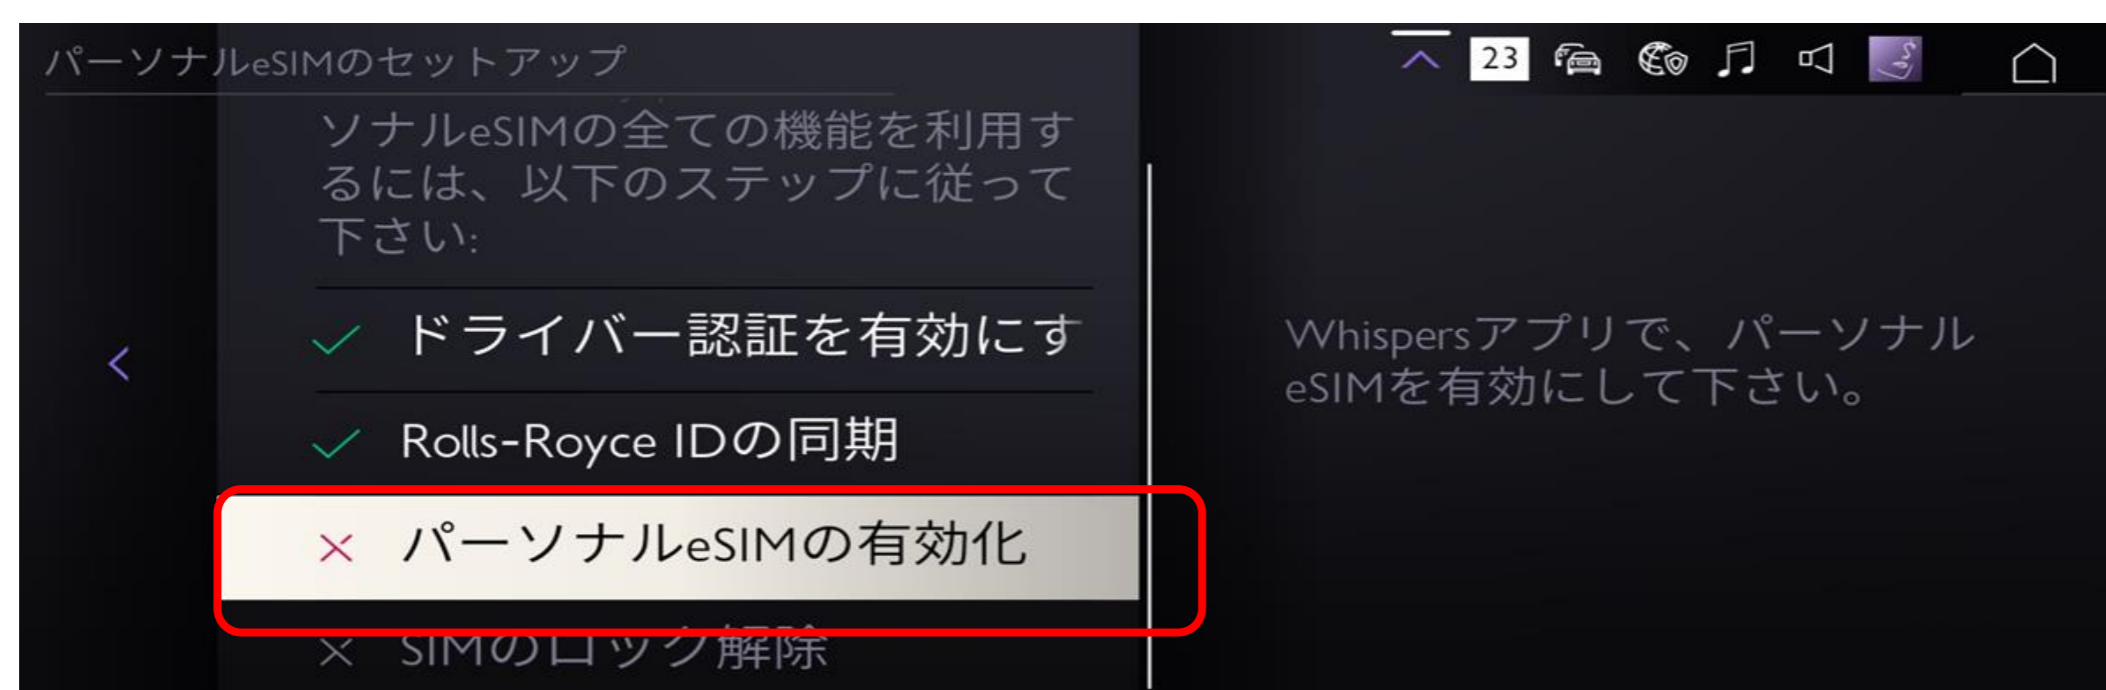 パーソナルeSIMのセットアップ
23
ソナルeSIMの全ての機能を利用す
るには、以下のステップに従って
下さい:
ドライバー認証を有効にす
Rolls-Royce IDの同期
パーソナルeSIMの有効化
SIMのロック解除
Whispersアプリで、パーソナル
eSIMを有効にして下さい。